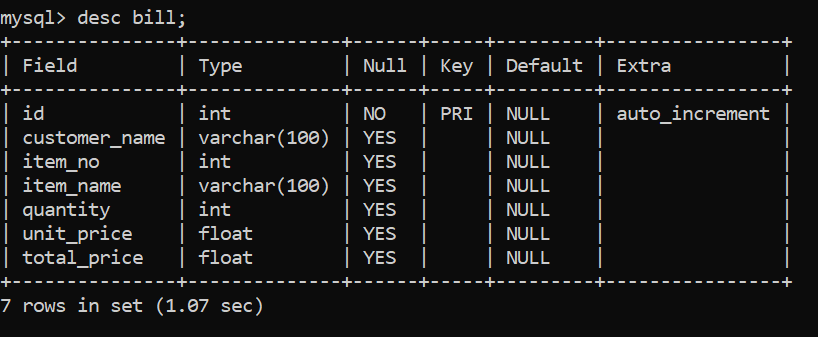 mysql> desc bill;
+---------------+--------------+------+-----+---------+----------------+
| Field         | Type         | Null | Key | Default | Extra          |
+---------------+--------------+------+-----+---------+----------------+
| id            | int          | NO   | PRI | NULL    | auto_increment |
| customer_name | varchar(100) | YES  |     | NULL    |                |
| item_no       | int          | YES  |     | NULL    |                |
| item_name     | varchar(100) | YES  |     | NULL    |                |
| quantity      | int          | YES  |     | NULL    |                |
| unit_price    | float        | YES  |     | NULL    |                |
| total_price   | float        | YES  |     | NULL    |                |
+---------------+--------------+------+-----+---------+----------------+
7 rows in set (1.07 sec)